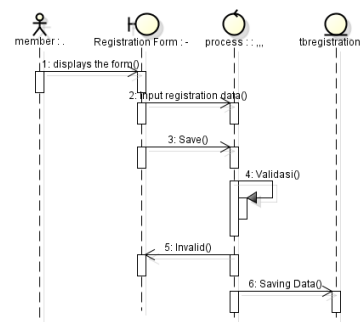 member : .
Registration Form : -
process : : ,,,
tbregistration
1: displays the form()
2: input registration data()
3: Save()
4: Validasi()
5: Invalid()
6: Saving Data()